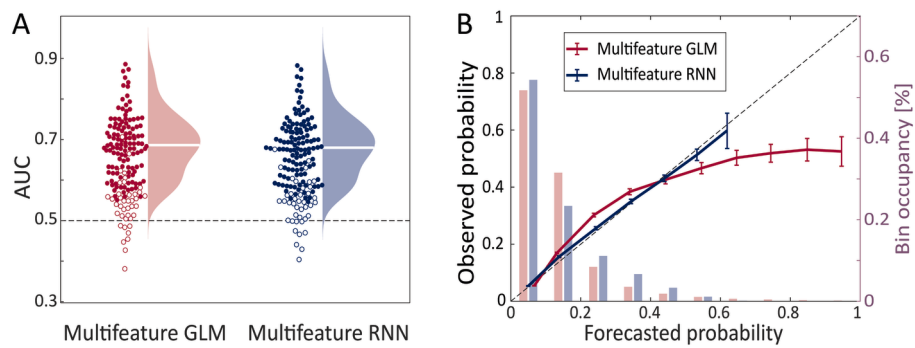 A
AUC
0.9
0.7
0.5
0.3
Multifeature GLM
Multifeature RNN
B
Observed probability
1
0.8
0.6
0.4
0.2
0
Multifeature GLM
Multifeature RNN
0 0.2 0.4 0.6 0.8 1
Forecasted probability
0.6
0.4
0.2
0
Bin occupancy [%]